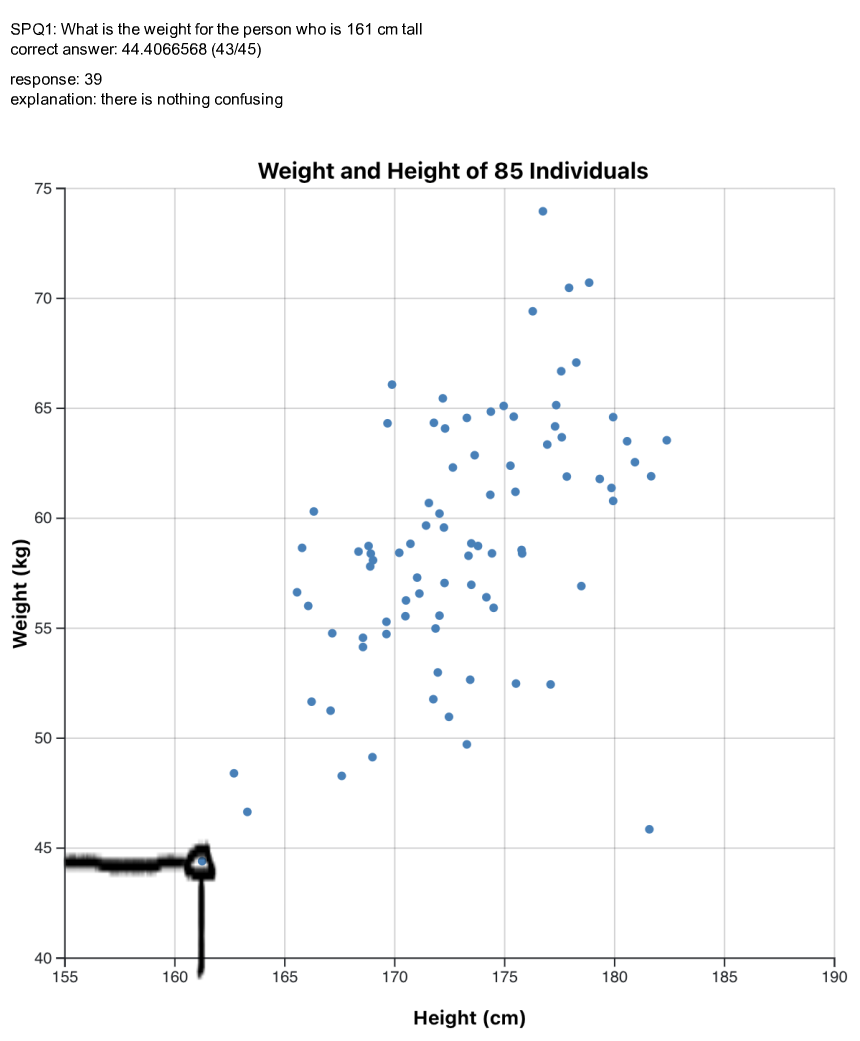 SPQ1: What is the weight for the person who is 161 cm tall
correct answer: 44.4066568 (43/45)
response: 39
explanation: there is nothing confusing
Weight and Height of 85 Individuals
75
70
65
60
55
50
45
40
Weight (kg)
155 160 165 170 175 180 185 190
Height (cm)